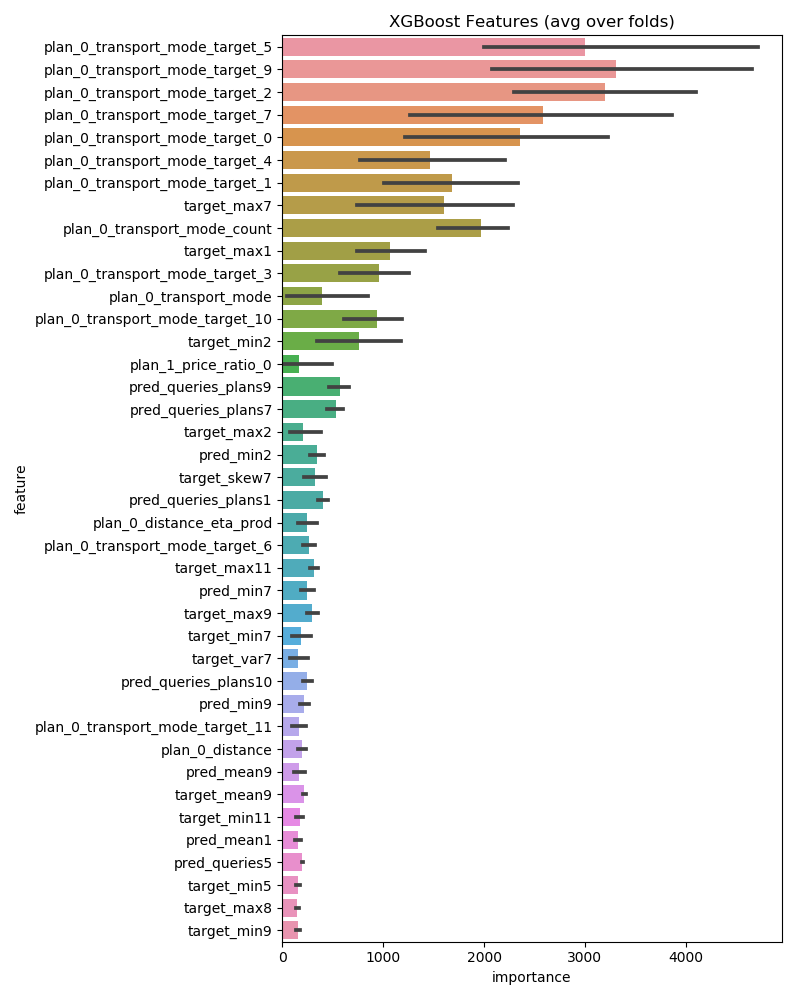 XGBoost Features (avg over folds)
plan_0_transport_mode_target_5
plan_0_transport_mode_target_9
plan_0_transport_mode_target_2
plan_0_transport_mode_target_7
plan_0_transport_mode_target_0
plan_0_transport_mode_target_4
plan_0_transport_mode_target_1
target_max7
plan_0_transport_mode_count
target_max1
plan_0_transport_mode_target_3
plan_0_transport_mode
plan_0_transport_mode_target_10
target_min2
plan_1_price_ratio_0
pred_queries_plans9
pred_queries_plans7
target_max2
pred_min2
target_skew7
pred_queries_plans1
plan_0_distance_eta_prod
plan_0_transport_mode_target_6
target_max11
pred_min7
target_max9
target_min7
target_var7
pred_queries_plans10
pred_min9
plan_0_transport_mode_target_11
plan_0_distance
pred_mean9
target_mean9
target_min11
pred_mean1
pred_queries5
target_min5
target_max8
target_min9
feature
0 1000 2000 3000 4000
importance